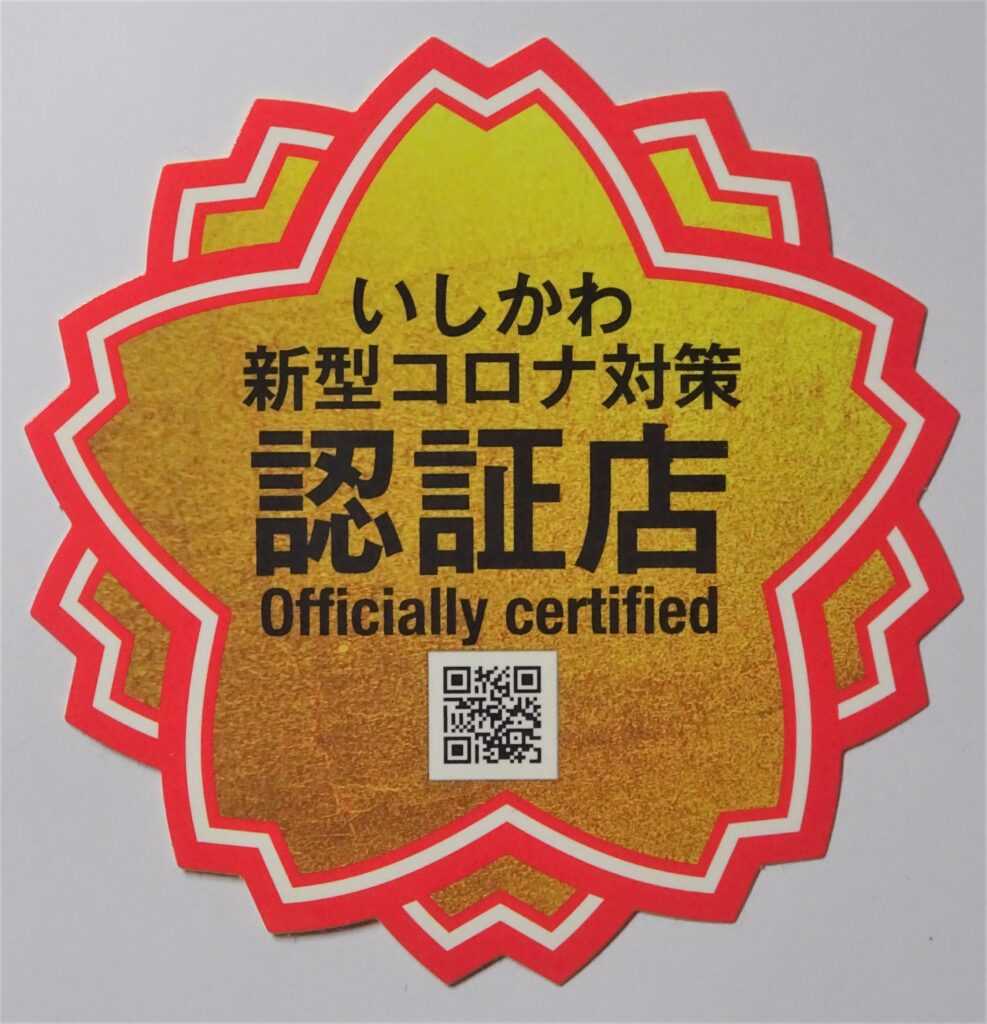 いしかわ
新型コロナ対策
認証店
Officially certified